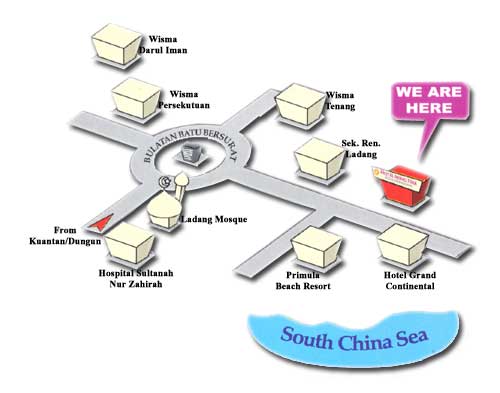 Wisma
Darul Iman
Wisma
Persekutuan
Wisma
Tenang
WE ARE
HERE
BULATAN BATU BERSURAT
Sek. Ren.
Ladang
Ladang Mosque
From
Kuantan/Dungun
Hospital Sultanah
Nur Zahirah
Primula
Beach Resort
Hotel Grand
Continental
South China Sea